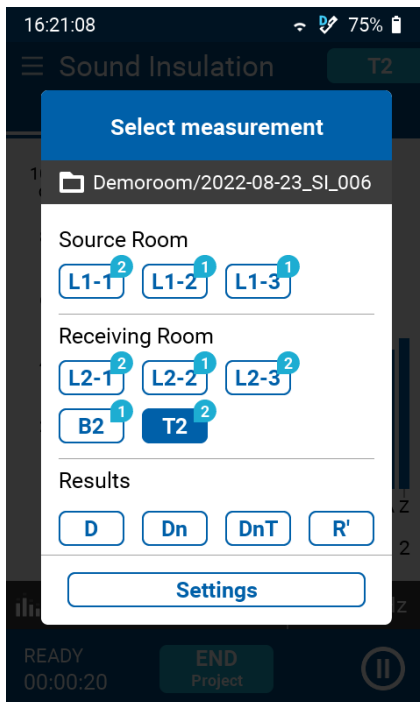 16:21:08 75%
Sound Insulation T2
Select measurement
Demoroom/2022-08-23_SI_006
Source Room
L1-1 2 L1-2 1 L1-3 1
Receiving Room
L2-1 2 L2-2 1 L2-3 2
B2 1 T2 2
Results
D Dn DnT R'
Z
2
Settings
READY END
00:00:20 Project